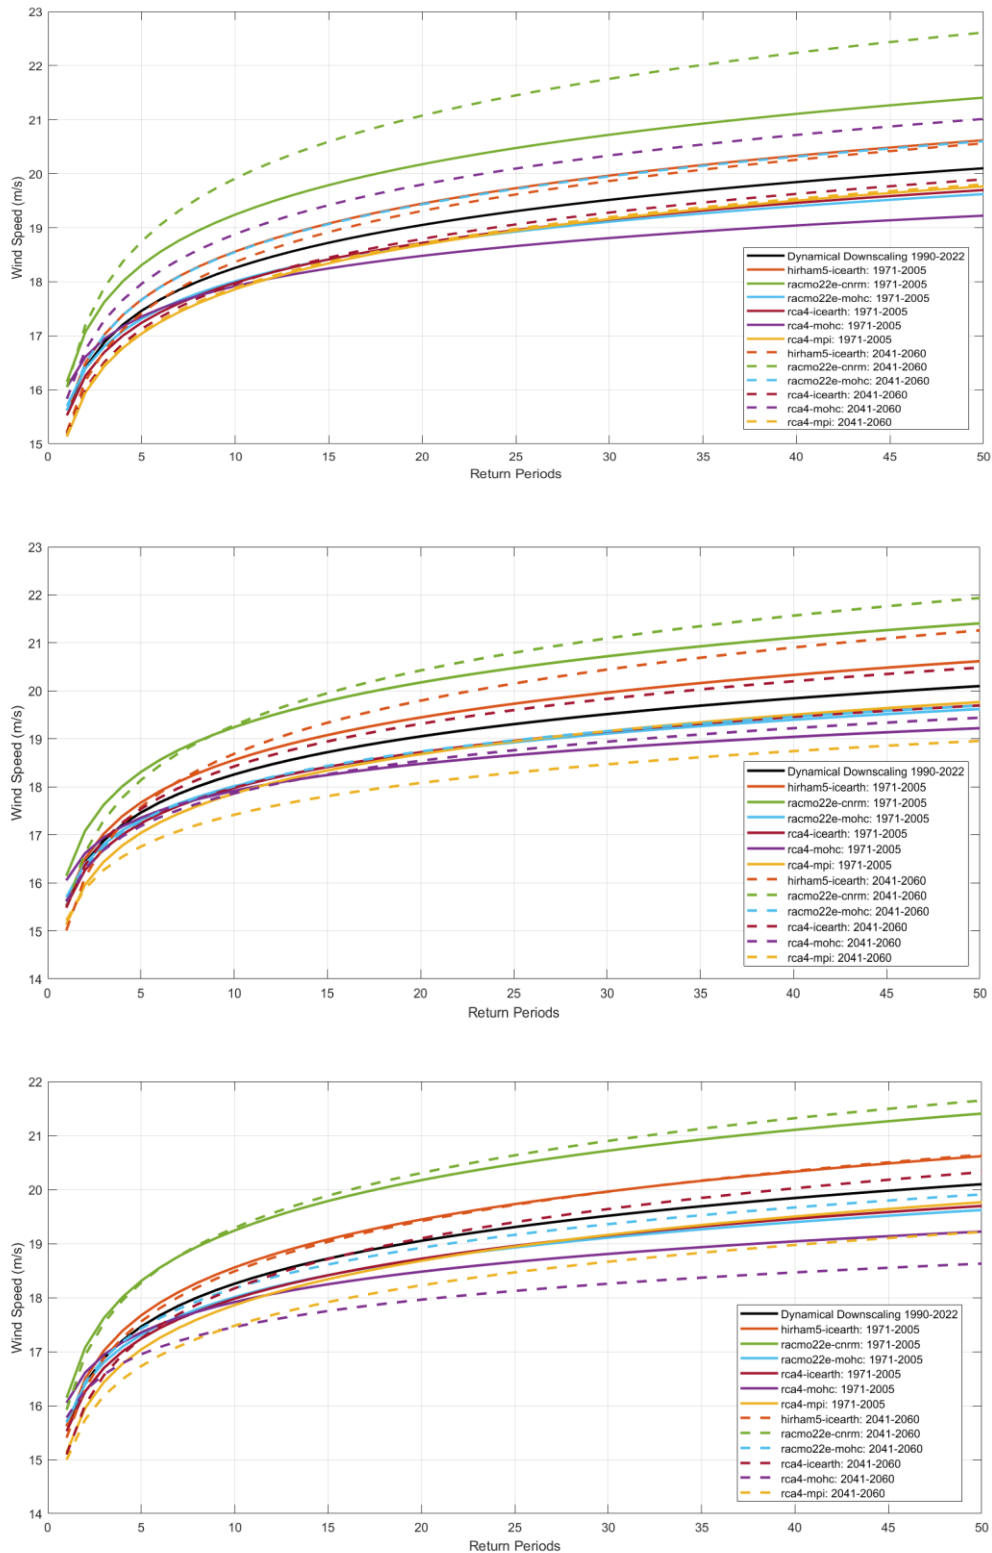 23
22
21
20
19
18
17
16
15
Wind Speed (m/s)
Dynamical Downscaling 1990-2022
hirham5-icearth: 1971-2005
racmo22e-cnrm: 1971-2005
racmo22e-mohc: 1971-2005
rca4-icearth: 1971-2005
rca4-mohc: 1971-2005
rca4-mpi: 1971-2005
hirham5-icearth: 2041-2060
racmo22e-cnrm: 2041-2060
racmo22e-mohc: 2041-2060
rca4-icearth: 2041-2060
rca4-mohc: 2041-2060
rca4-mpi: 2041-2060
0 5 10 15 20 25 30 35 40 45 50
Return Periods
23
22
21
20
19
18
17
16
15
14
Wind Speed (m/s)
Dynamical Downscaling 1990-2022
hirham5-icearth: 1971-2005
racmo22e-cnrm: 1971-2005
racmo22e-mohc: 1971-2005
rca4-icearth: 1971-2005
rca4-mohc: 1971-2005
rca4-mpi: 1971-2005
hirham5-icearth: 2041-2060
racmo22e-cnrm: 2041-2060
racmo22e-mohc: 2041-2060
rca4-icearth: 2041-2060
rca4-mohc: 2041-2060
rca4-mpi: 2041-2060
0 5 10 15 20 25 30 35 40 45 50
Return Periods
22
21
20
19
18
17
16
15
14
Wind Speed (m/s)
Dynamical Downscaling 1990-2022
hirham5-icearth: 1971-2005
racmo22e-cnrm: 1971-2005
racmo22e-mohc: 1971-2005
rca4-icearth: 1971-2005
rca4-mohc: 1971-2005
rca4-mpi: 1971-2005
hirham5-icearth: 2041-2060
racmo22e-cnrm: 2041-2060
racmo22e-mohc: 2041-2060
rca4-icearth: 2041-2060
rca4-mohc: 2041-2060
rca4-mpi: 2041-2060
0 5 10 15 20 25 30 35 40 45 50
Return Periods